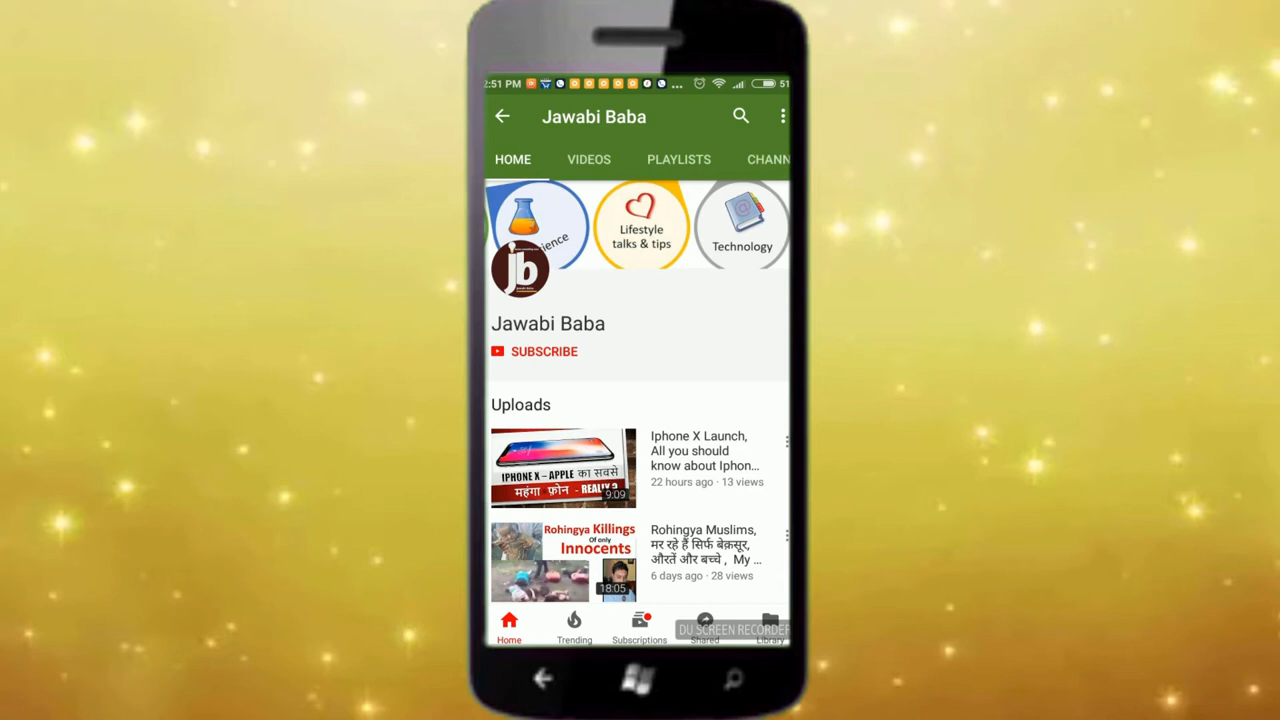 2:51 PM ... 51
Jawabi Baba
HOME VIDEOS PLAYLISTS CHANN
ience
Lifestyle
talks & tips
Technology
jb
Jawabi Baba
SUBSCRIBE
Uploads
IPHONE X – APPLE का सबसे
महंगा फ़ोन - REALLY ?
9:09
Iphone X Launch,
All you should
know about Iphon...
22 hours ago · 13 views
Rohingya Killings
Of only
Innocents
18:05
Rohingya Muslims,
मर रहे हैं सिर्फ बेक़सूर,
औरतें और बच्चे , My ...
6 days ago · 28 views
DU SCREEN RECORDER
Home Trending Subscriptions Shared Library